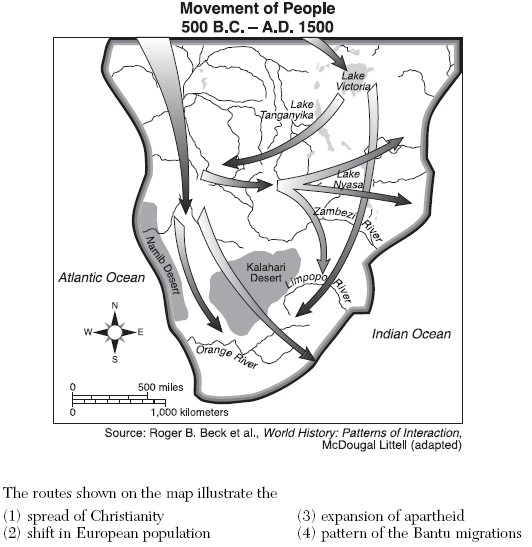 Movement of People
500 B.C. – A.D. 1500
Lake
Victoria
Lake
Tanganyika
Lake
Nyasa
Zambezi River
Namib Desert
Kalahari
Desert
Limpopo River
Atlantic Ocean
N
W E
S
Indian Ocean
Orange River
0 500 miles
0 1,000 kilometers
Source: Roger B. Beck et al., World History: Patterns of Interaction,
McDougal Littell (adapted)
The routes shown on the map illustrate the
(1) spread of Christianity
(2) shift in European population
(3) expansion of apartheid
(4) pattern of the Bantu migrations